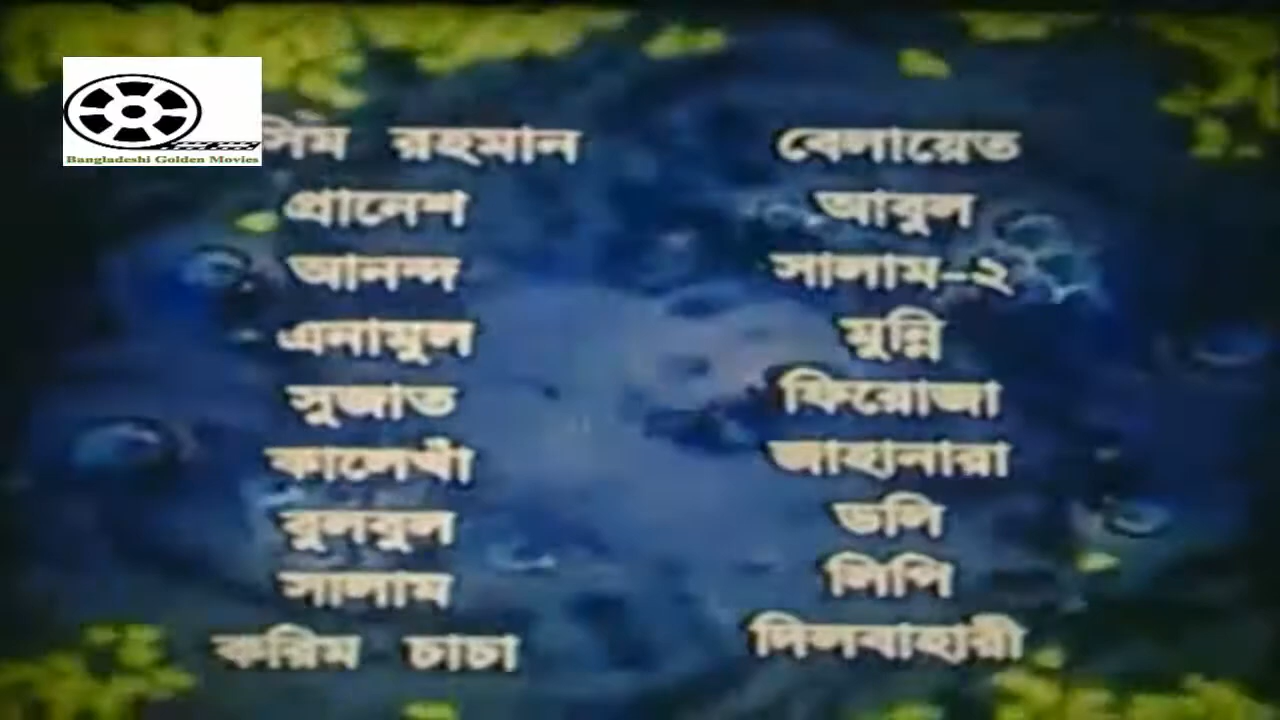 Bangladeshi Golden Movies
রহমান
প্রানেশ
আনন্দ
এনামুল
সুজাত
কালেখাঁ
বুলবুল
সালাম
করিম চাচা
বেলায়েত
আবুল
সালাম-২
মুন্নি
ফিরোজা
জাহানারা
ডলি
লিপি
দিলবাহারী